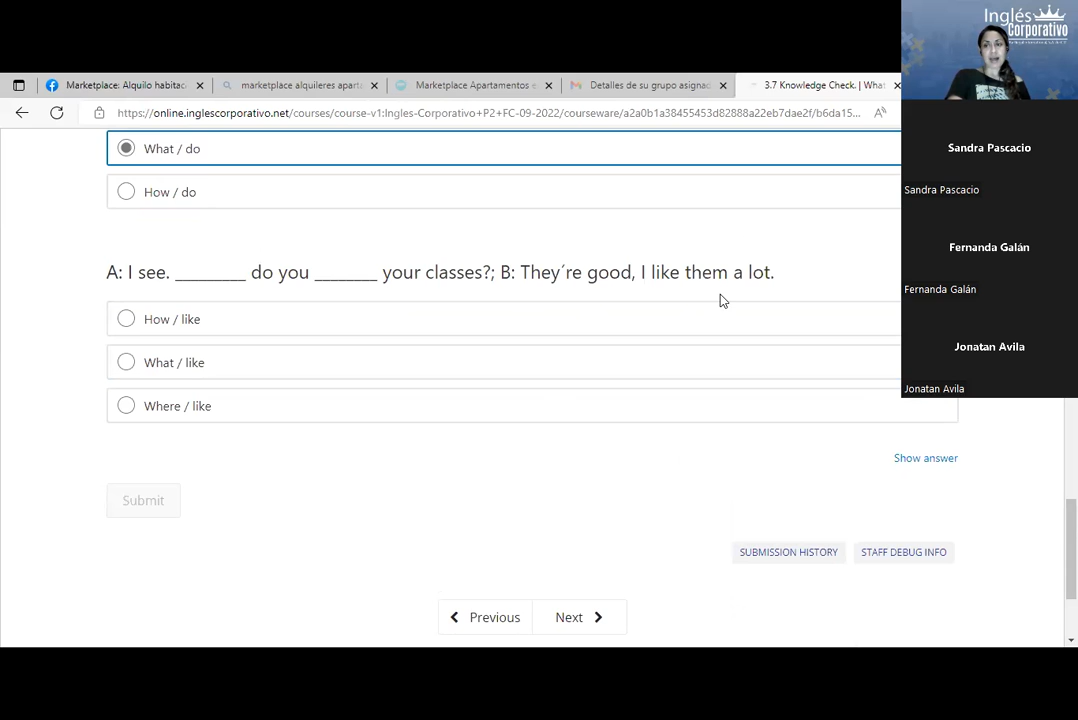 Inglés
Corporativo
Marketplace: Alquilo habitac
marketplace alquileres aparta
Marketplace Apartamentos e
Detalles de su grupo asignad
3.7 Knowledge Check. | What
https://online.inglescorporativo.net/courses/course-v1:Ingles-Corporativo+P2+FC-09-2022/courseware/a2a0b1a38455453d82888a22eb7dae2f/b6da15...
What / do
How / do
A: I see. _________ do you ________ your classes?; B: They´re good, I like them a lot.
How / like
What / like
Where / like
Show answer
Submit
SUBMISSION HISTORY
STAFF DEBUG INFO
Previous
Next
Sandra Pascacio
Sandra Pascacio
Fernanda Galán
Fernanda Galán
Jonatan Avila
Jonatan Avila